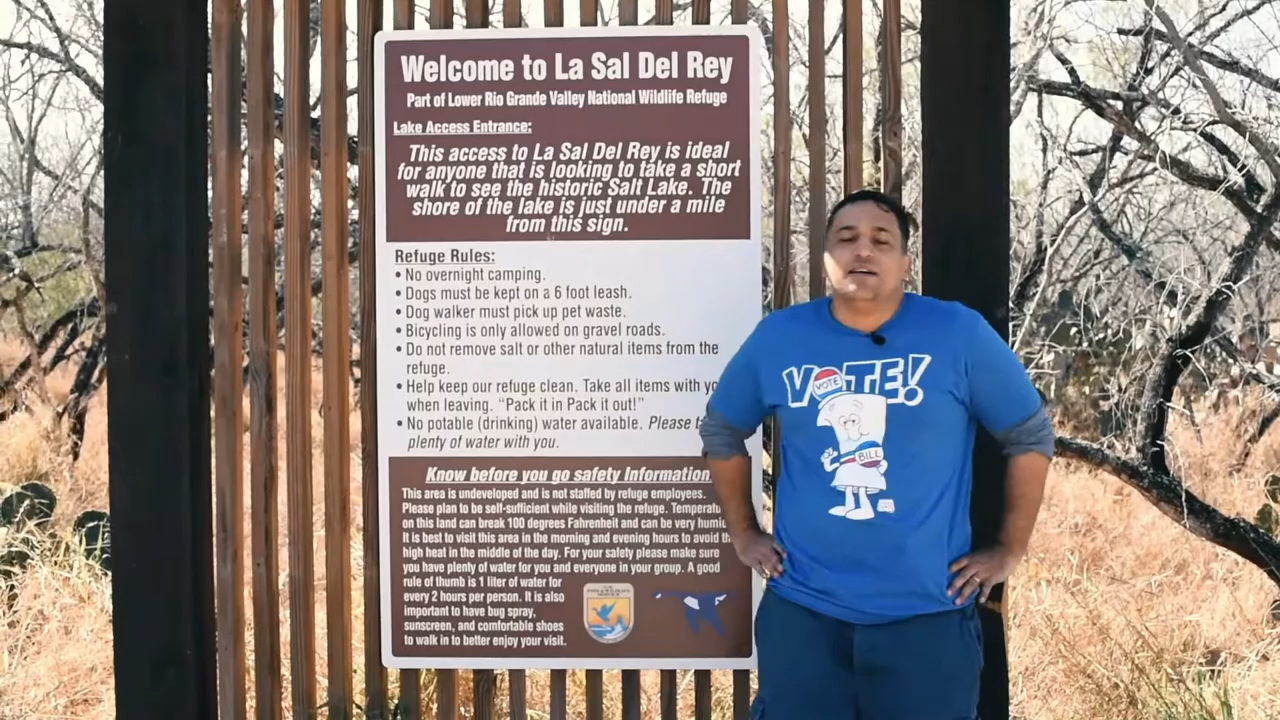 Welcome to La Sal Del Rey
Part of Lower Rio Grande Valley National Wildlife Refuge
Lake Access Entrance:
This access to La Sal Del Rey is ideal
for anyone that is looking to take a short
walk to see the historic Salt Lake. The
shore of the lake is just under a mile
from this sign.
Refuge Rules:
• No overnight camping.
• Dogs must be kept on a 6 foot leash.
• Dog walker must pick up pet waste.
• Bicycling is only allowed on gravel roads.
• Do not remove salt or other natural items from the
refuge.
• Help keep our refuge clean. Take all items with yo
when leaving. “Pack it in Pack it out!”
• No potable (drinking) water available. Please t
plenty of water with you.
Know before you go safety Information
This area is undeveloped and is not staffed by refuge employees.
Please plan to be self-sufficient while visiting the refuge. Temperatu
on this land can break 100 degrees Fahrenheit and can be very humid
It is best to visit this area in the morning and evening hours to avoid th
high heat in the middle of the day. For your safety please make sure
you have plenty of water for you and everyone in your group. A good
rule of thumb is 1 liter of water for
every 2 hours per person. It is also
important to have bug spray,
sunscreen, and comfortable shoes
to walk in to better enjoy your visit.
VOTE!
VOTE
BILL